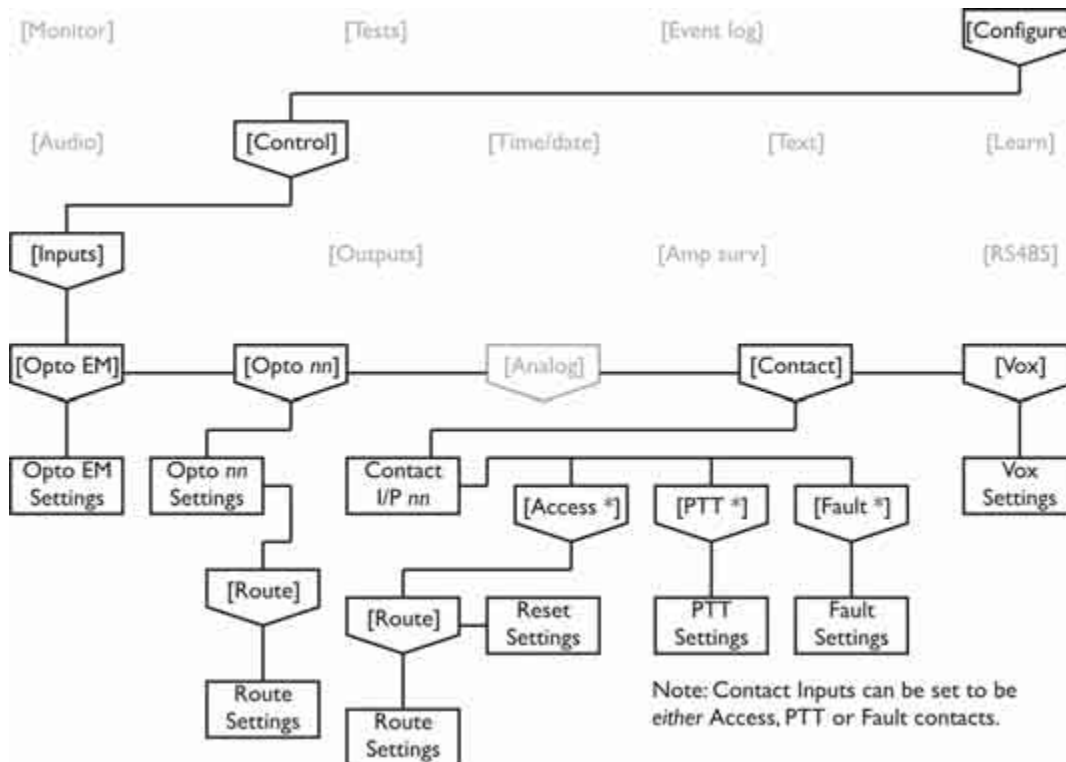 [Monitor] [Tests] [Event log] [Configure]
[Audio] [Control] [Time/date] [Text] [Learn]
[Inputs] [Outputs] [Amp surv] [RS485]
[Opto EM] [Opto nn] [Analog] [Contact] [Vox]
Opto EM
Settings
Opto nn
Settings
Contact
I/P nn
Vox
Settings
[Access *] [PTT *] [Fault *]
[Route]
[Route]
Reset
Settings
PTT
Settings
Fault
Settings
Route
Settings
Route
Settings
Note: Contact Inputs can be set to be
either Access, PTT or Fault contacts.